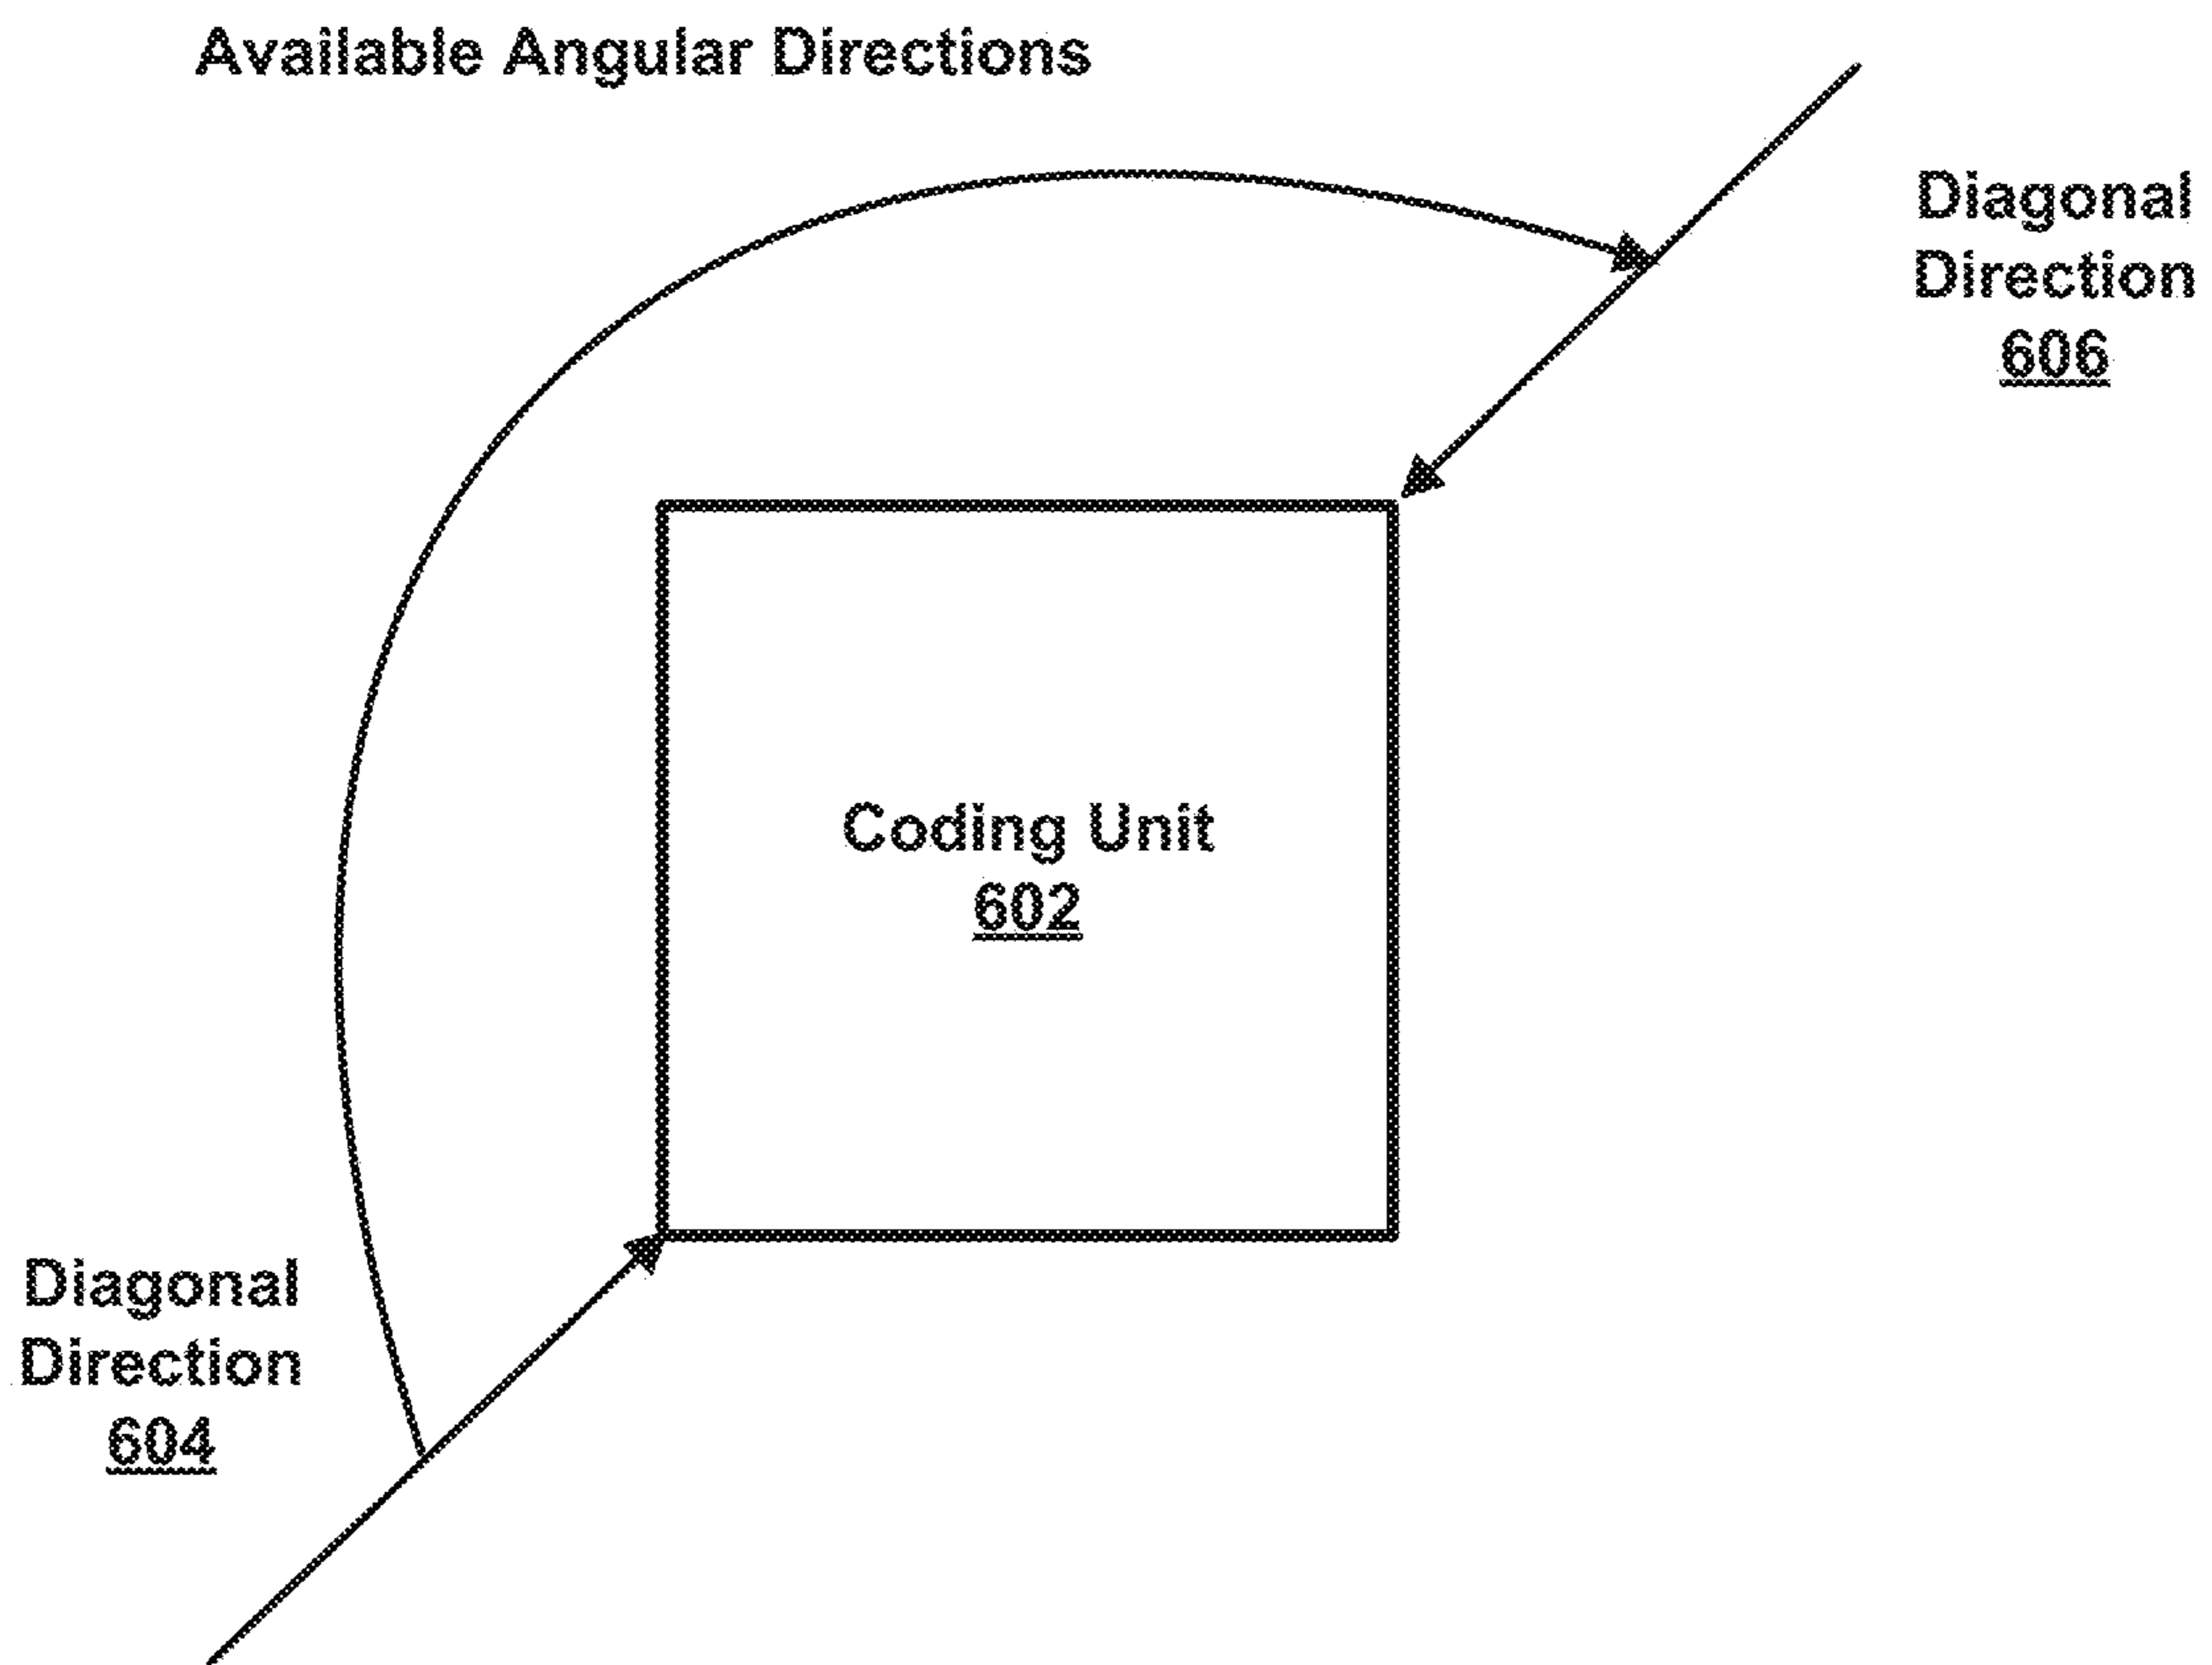 Available Angular Directions
Diagonal
Direction
606
Coding Unit
602
Diagonal
Direction
604